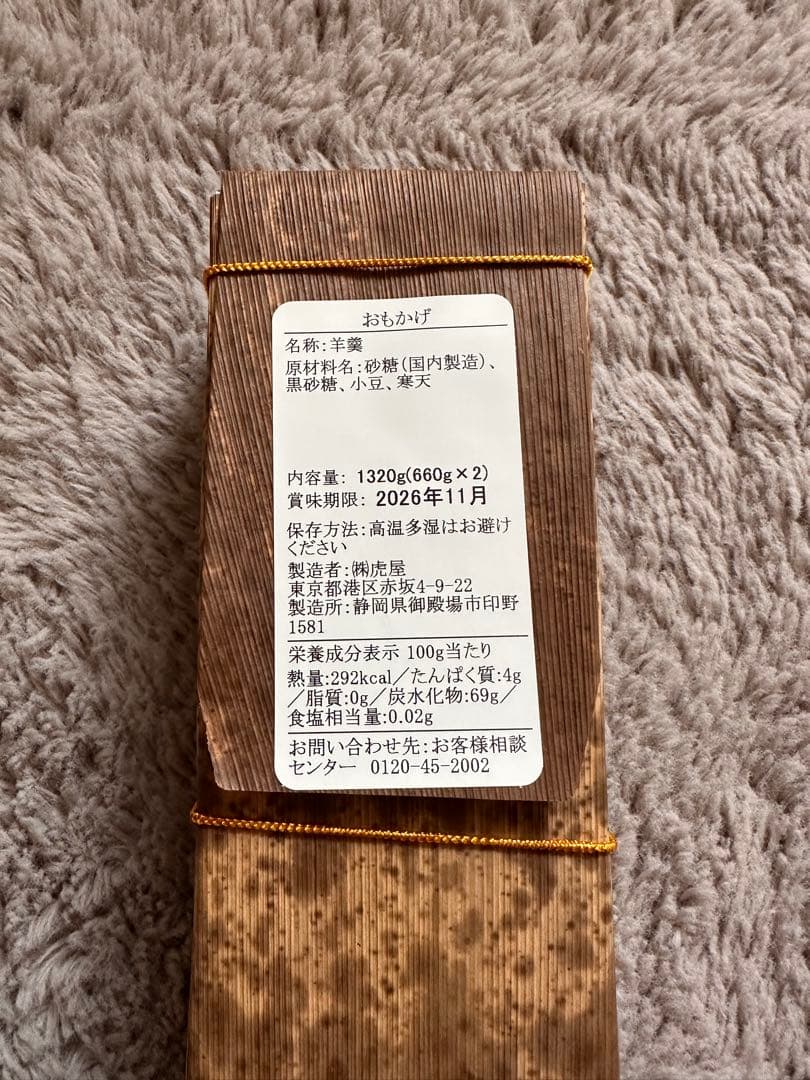 おもかげ
名称:羊羹
原材料名:砂糖(国内製造)、
黒砂糖、小豆、寒天
内容量: 1320g(660g×2)
賞味期限: 2026年11月
保存方法:高温多湿はお避け
ください
製造者:㈱虎屋
東京都港区赤坂4-9-22
製造所:静岡県御殿場市印野
1581
栄養成分表示 100g当たり
熱量:292kcal/たんぱく質:4g
/脂質:0g/炭水化物:69g/
食塩相当量:0.02g
お問い合わせ先:お客様相談
センター 0120-45-2002